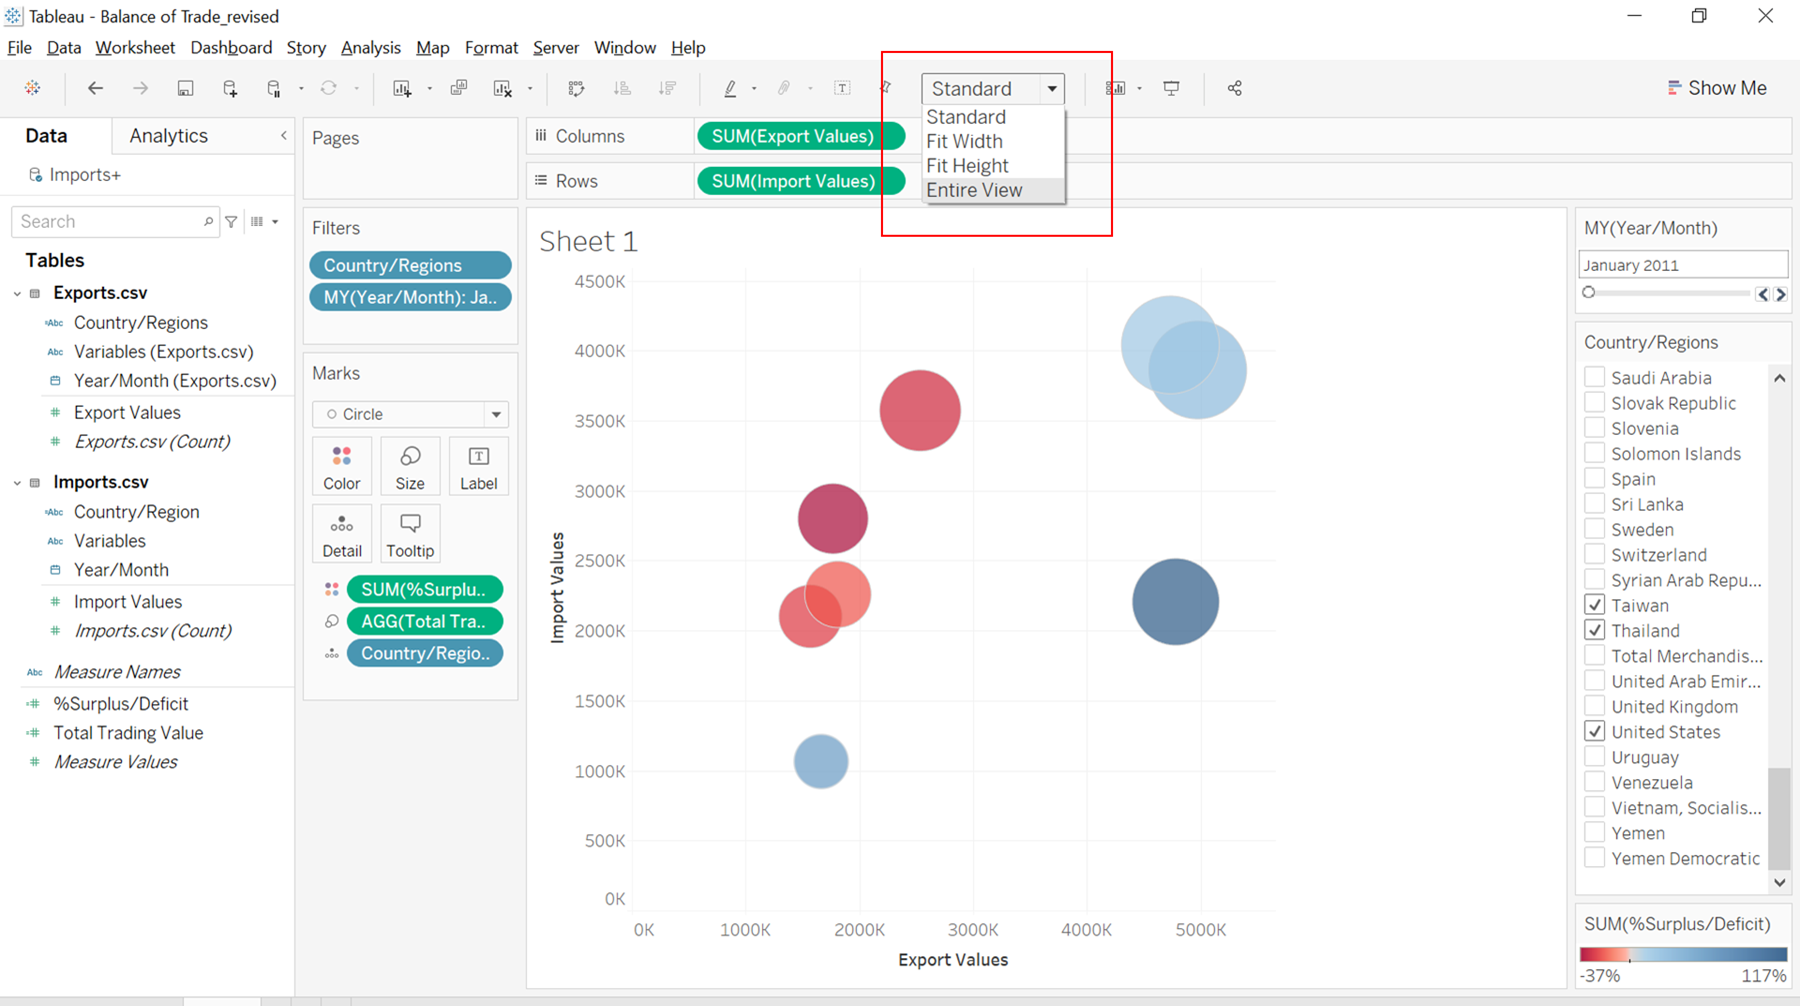 Tableau - Balance of Trade_revised
File Data Worksheet Dashboard Story Analysis Map Format Server Window Help
Standard
Show Me
Standard
Fit Width
Fit Height
Entire View
Data Analytics
Imports+
Search
Tables
Exports.csv
Abc Country/Regions
Abc Variables (Exports.csv)
Year/Month (Exports.csv)
# Export Values
# Exports.csv (Count)
Imports.csv
Abc Country/Region
Abc Variables
Year/Month
# Import Values
# Imports.csv (Count)
Abc Measure Names
# %Surplus/Deficit
# Total Trading Value
# Measure Values
Pages
Filters
Country/Regions
MY(Year/Month): Ja..
Marks
Circle
Color Size Label
Detail Tooltip
SUM(%Surplu..
AGG(Total Tra..
Country/Regio..
Columns SUM(Export Values)
Rows SUM(Import Values)
Sheet 1
4500K
4000K
3500K
3000K
2500K
2000K
1500K
1000K
500K
0K
Import Values
0K 1000K 2000K 3000K 4000K 5000K
Export Values
MY(Year/Month)
January 2011
Country/Regions
Saudi Arabia
Slovak Republic
Slovenia
Solomon Islands
Spain
Sri Lanka
Sweden
Switzerland
Syrian Arab Repu...
Taiwan
Thailand
Total Merchandis...
United Arab Emir...
United Kingdom
United States
Uruguay
Venezuela
Vietnam, Socialis...
Yemen
Yemen Democratic
SUM(%Surplus/Deficit)
-37% 117%